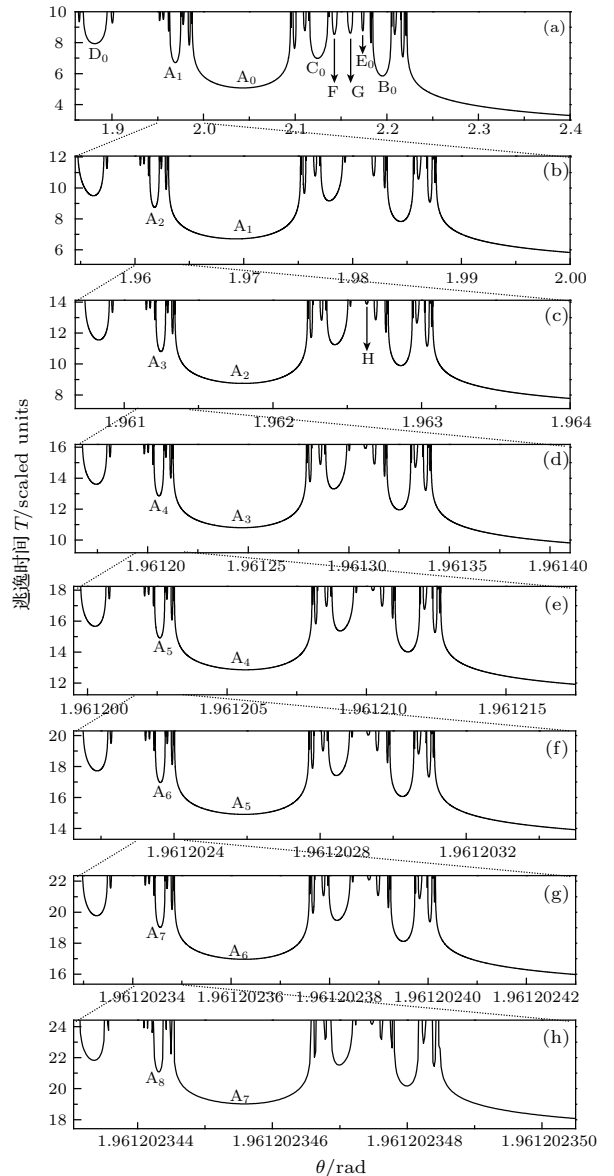 10
(a)
D₀
E₀
8
A₁
A₀
C₀
B₀
6
F
G
4
1.9
2.0
2.1
2.2
2.3
2.4
12
(b)
10
8
A₂
A₁
6
1.96
1.97
1.98
1.99
2.00
14
(c)
12
10
A₃
H
A₂
8
1.961
1.962
1.963
1.964
16
(d)
14
12
A₄
A₃
10
1.96120
1.96125
1.96130
1.96135
1.96140
18
(e)
16
14
A₅
A₄
12
1.961200
1.961205
1.961210
1.961215
20
(f)
18
16
A₆
A₅
14
1.9612024
1.9612028
1.9612032
22
(g)
20
18
A₇
A₆
16
1.96120234
1.96120236
1.96120238
1.96120240
1.96120242
24
(h)
22
20
A₈
A₇
18
1.961202344
1.961202346
1.961202348
1.961202350
θ/rad
逃逸时间 T/scaled units